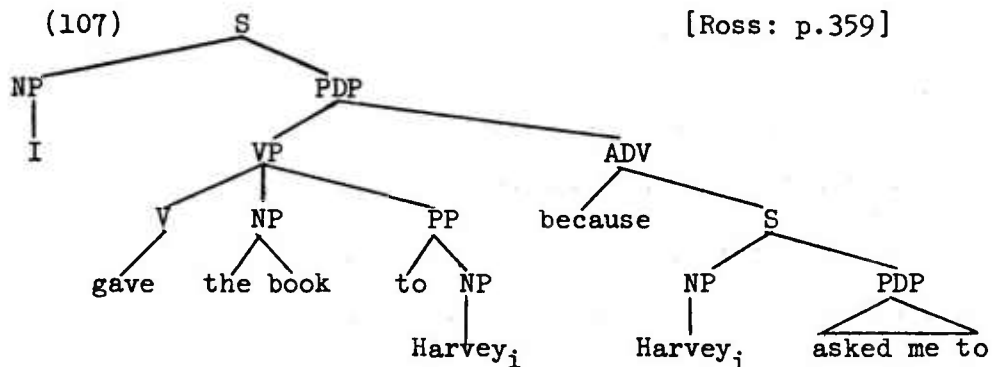 (107) S [Ross: p.359]
NP PDP
I VP ADV
V NP PP because S
gave the book to NP NP PDP
Harveyᵢ Harveyᵢ asked me to